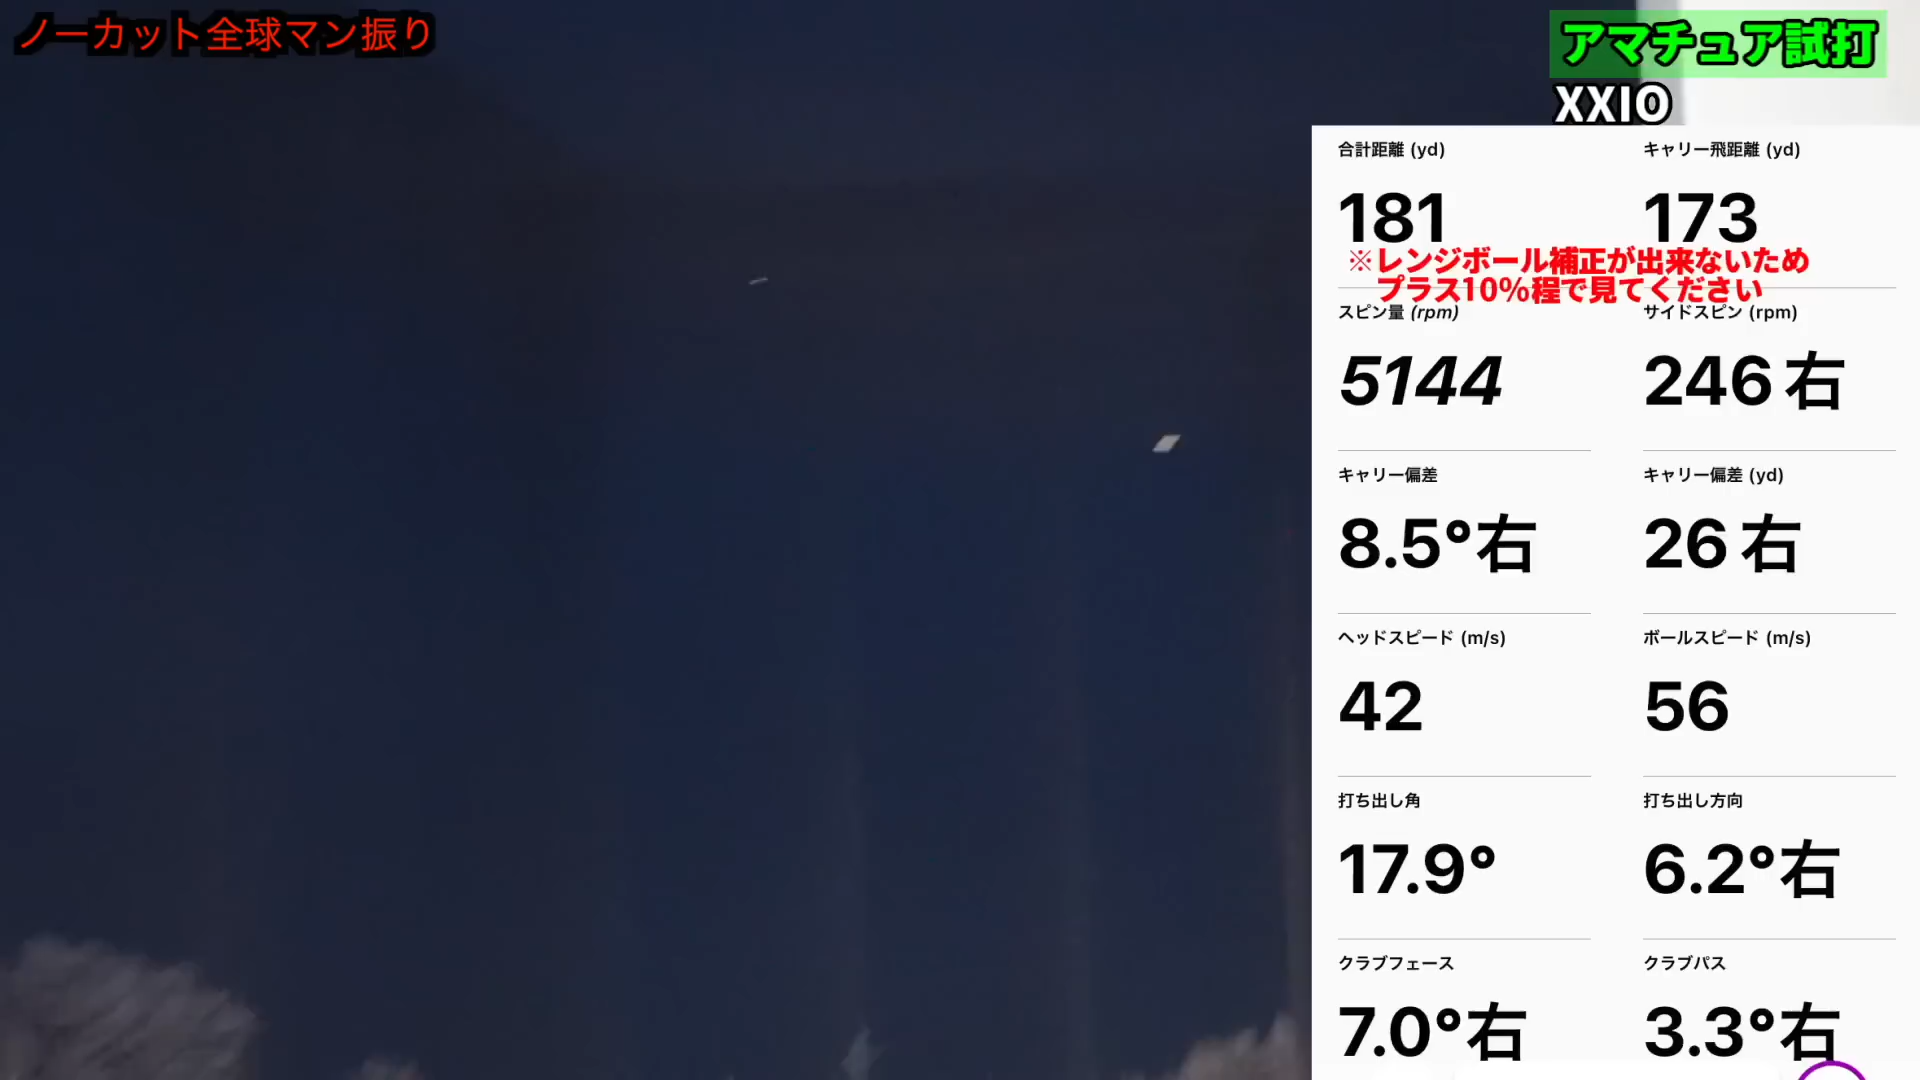 ノーカット全球マン振り
アマチュア試打
XXIO
合計距離 (yd)
キャリー飛距離 (yd)
181
173
※レンジボール補正が出来ないため
プラス10%程で見てください
スピン量 (rpm)
サイドスピン (rpm)
5144
246 右
キャリー偏差
キャリー偏差 (yd)
8.5°右
26 右
ヘッドスピード (m/s)
ボールスピード (m/s)
42
56
打ち出し角
打ち出し方向
17.9°
6.2°右
クラブフェース
クラブパス
7.0°右
3.3°右